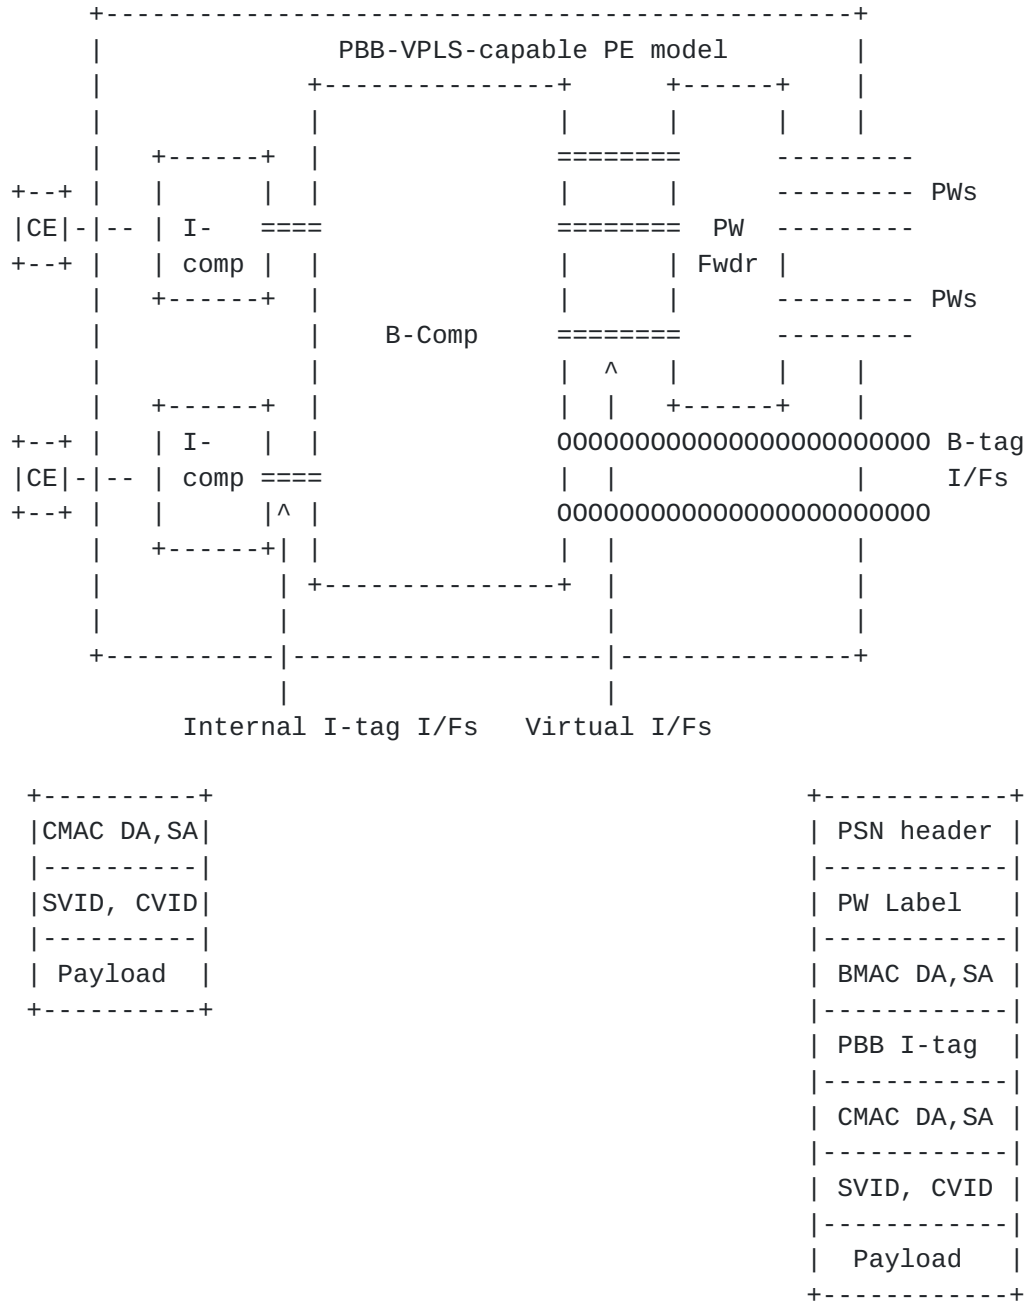 PBB-VPLS-capable PE model
PWs
CE I- PW
comp Fwdr
PWs
B-Comp
I- B-tag
CE comp I/Fs
Internal I-tag I/Fs Virtual I/Fs
CMAC DA,SA
SVID, CVID
Payload
PSN header
PW Label
BMAC DA,SA
PBB I-tag
CMAC DA,SA
SVID, CVID
Payload